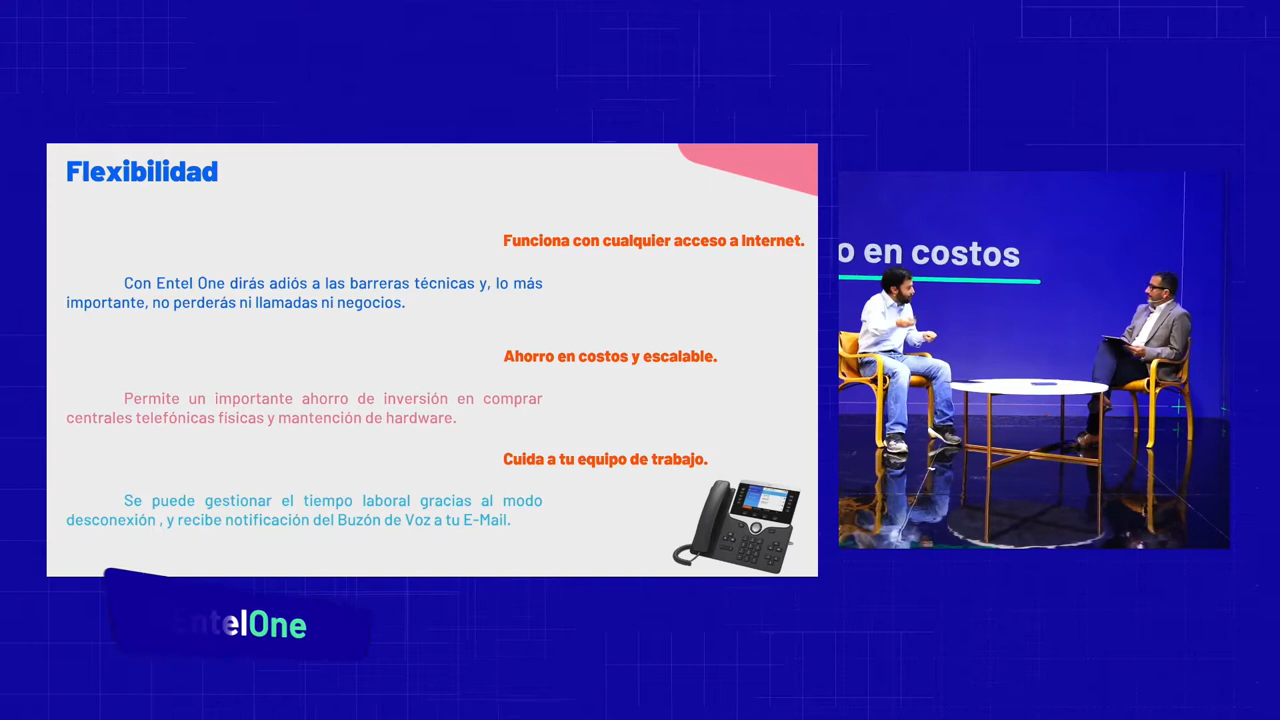 Flexibilidad
Funciona con cualquier acceso a Internet.
Con Entel One dirás adiós a las barreras técnicas y, lo más
importante, no perderás ni llamadas ni negocios.
Ahorro en costos y escalable.
Permite un importante ahorro de inversión en comprar
centrales telefónicas físicas y mantención de hardware.
Cuida a tu equipo de trabajo.
Se puede gestionar el tiempo laboral gracias al modo
desconexión , y recibe notificación del Buzón de Voz a tu E-Mail.
o en costos
EntelOne